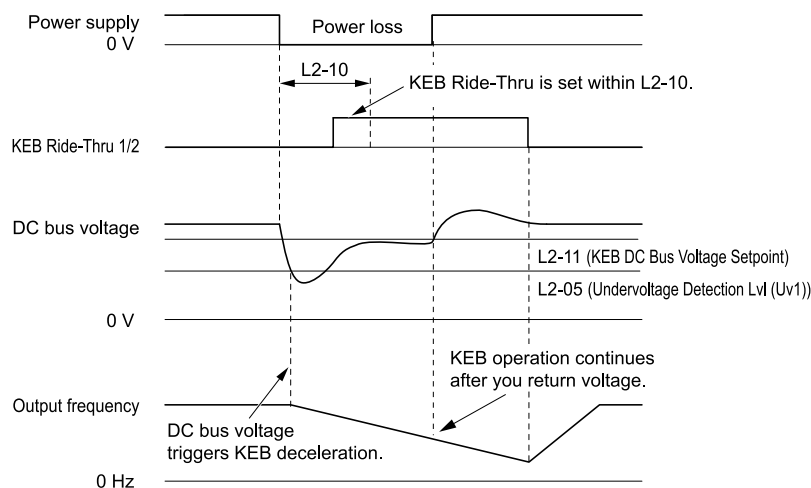 Power supply
0 V
Power loss
L2-10
KEB Ride-Thru is set within L2-10.
KEB Ride-Thru 1/2
DC bus voltage
L2-11 (KEB DC Bus Voltage Setpoint)
L2-05 (Undervoltage Detection Lvl (Uv1))
0 V
KEB operation continues
after you return voltage.
Output frequency
DC bus voltage
triggers KEB deceleration.
0 Hz